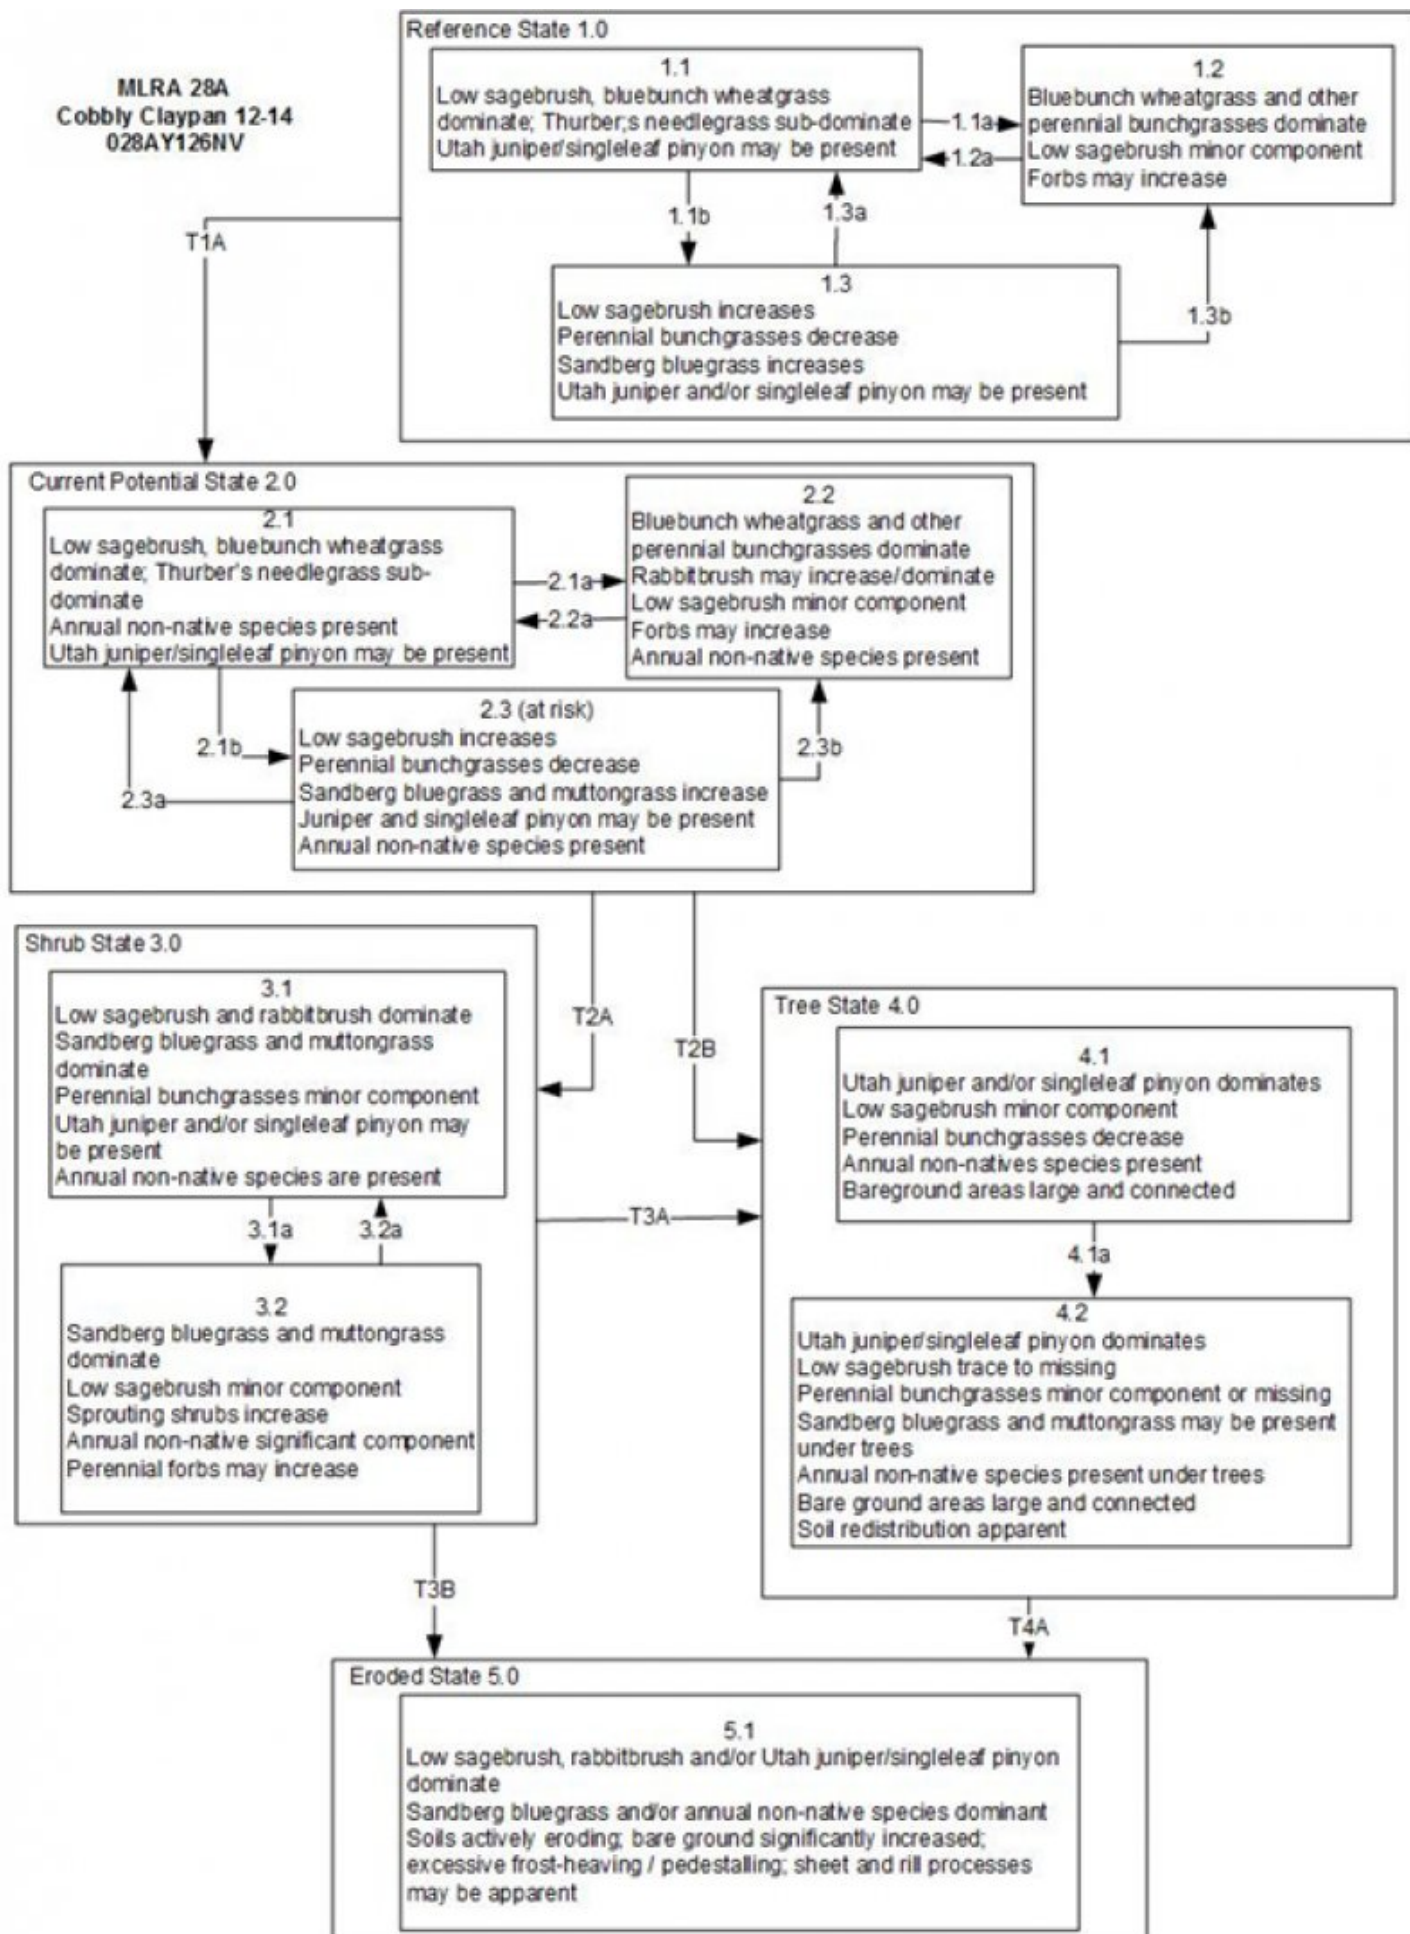 MLRA 28A
Cobbly Claypan 12-14
028AY126NV
Reference State 1.0
1.1
Low sagebrush, bluebunch wheatgrass
dominate; Thurber;s needlegrass sub-dominate
Utah juniper/singleleaf pinyon may be present
1.1a
1.2a
1.2
Bluebunch wheatgrass and other
perennial bunchgrasses dominate
Low sagebrush minor component
Forbs may increase
1.1b
1.3a
1.3
Low sagebrush increases
Perennial bunchgrasses decrease
Sandberg bluegrass increases
Utah juniper and/or singleleaf pinyon may be present
1.3b
T1A
Current Potential State 2.0
2.1
Low sagebrush, bluebunch wheatgrass
dominate; Thurber's needlegrass sub-
dominate
Annual non-native species present
Utah juniper/singleleaf pinyon may be present
2.1a
2.2a
2.2
Bluebunch wheatgrass and other
perennial bunchgrasses dominate
Rabbitbrush may increase/dominate
Low sagebrush minor component
Forbs may increase
Annual non-native species present
2.1b
2.3a
2.3 (at risk)
Low sagebrush increases
Perennial bunchgrasses decrease
Sandberg bluegrass and muttongrass increase
Juniper and singleleaf pinyon may be present
Annual non-native species present
2.3b
T2A
T2B
Shrub State 3.0
3.1
Low sagebrush and rabbitbrush dominate
Sandberg bluegrass and muttongrass
dominate
Perennial bunchgrasses minor component
Utah juniper and/or singleleaf pinyon may
be present
Annual non-native species are present
3.1a
3.2a
3.2
Sandberg bluegrass and muttongrass
dominate
Low sagebrush minor component
Sprouting shrubs increase
Annual non-native significant component
Perennial forbs may increase
T3A
Tree State 4.0
4.1
Utah juniper and/or singleleaf pinyon dominates
Low sagebrush minor component
Perennial bunchgrasses decrease
Annual non-natives species present
Bareground areas large and connected
4.1a
4.2
Utah juniper/singleleaf pinyon dominates
Low sagebrush trace to missing
Perennial bunchgrasses minor component or missing
Sandberg bluegrass and muttongrass may be present
under trees
Annual non-native species present under trees
Bare ground areas large and connected
Soil redistribution apparent
T3B
T4A
Eroded State 5.0
5.1
Low sagebrush, rabbitbrush and/or Utah juniper/singleleaf pinyon
dominate
Sandberg bluegrass and/or annual non-native species dominant
Soils actively eroding; bare ground significantly increased;
excessive frost-heaving / pedestalling; sheet and rill processes
may be apparent